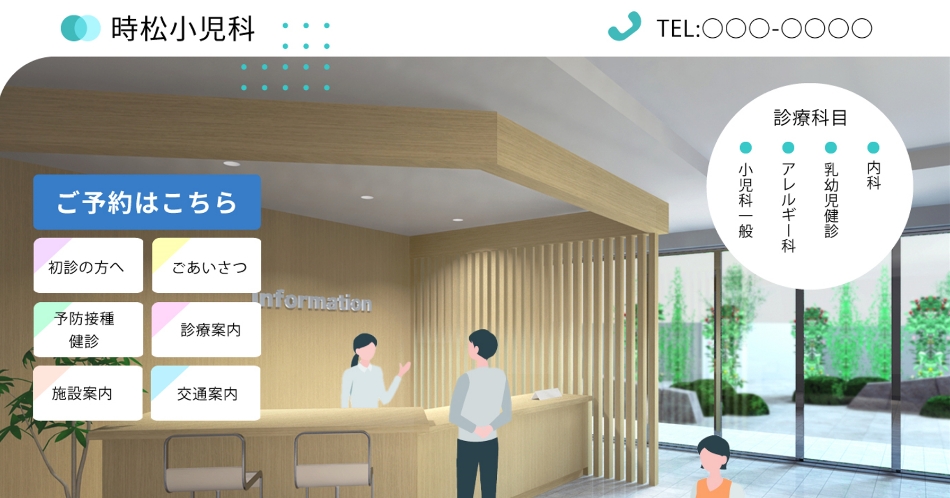 時松小児科
TEL:〇〇〇-〇〇〇〇
診療科目
内科
乳幼児健診
アレルギー科
小児科一般
ご予約はこちら
初診の方へ
ごあいさつ
予防接種
健診
診療案内
施設案内
交通案内
Information